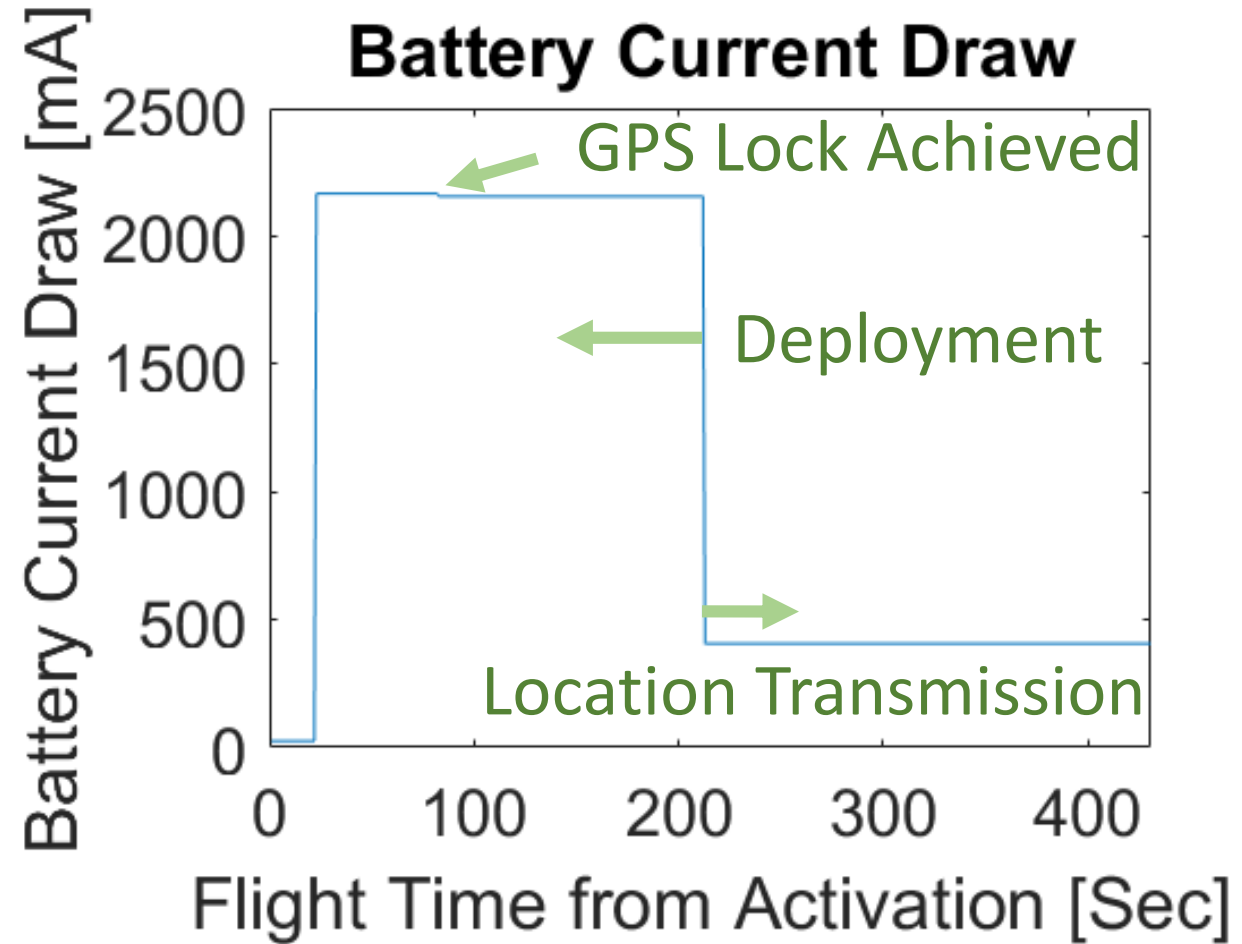 Battery Current Draw
Battery Current Draw [mA]
2500
2000
1500
1000
500
0
GPS Lock Achieved
Deployment
Location Transmission
0 100 200 300 400
Flight Time from Activation [Sec]